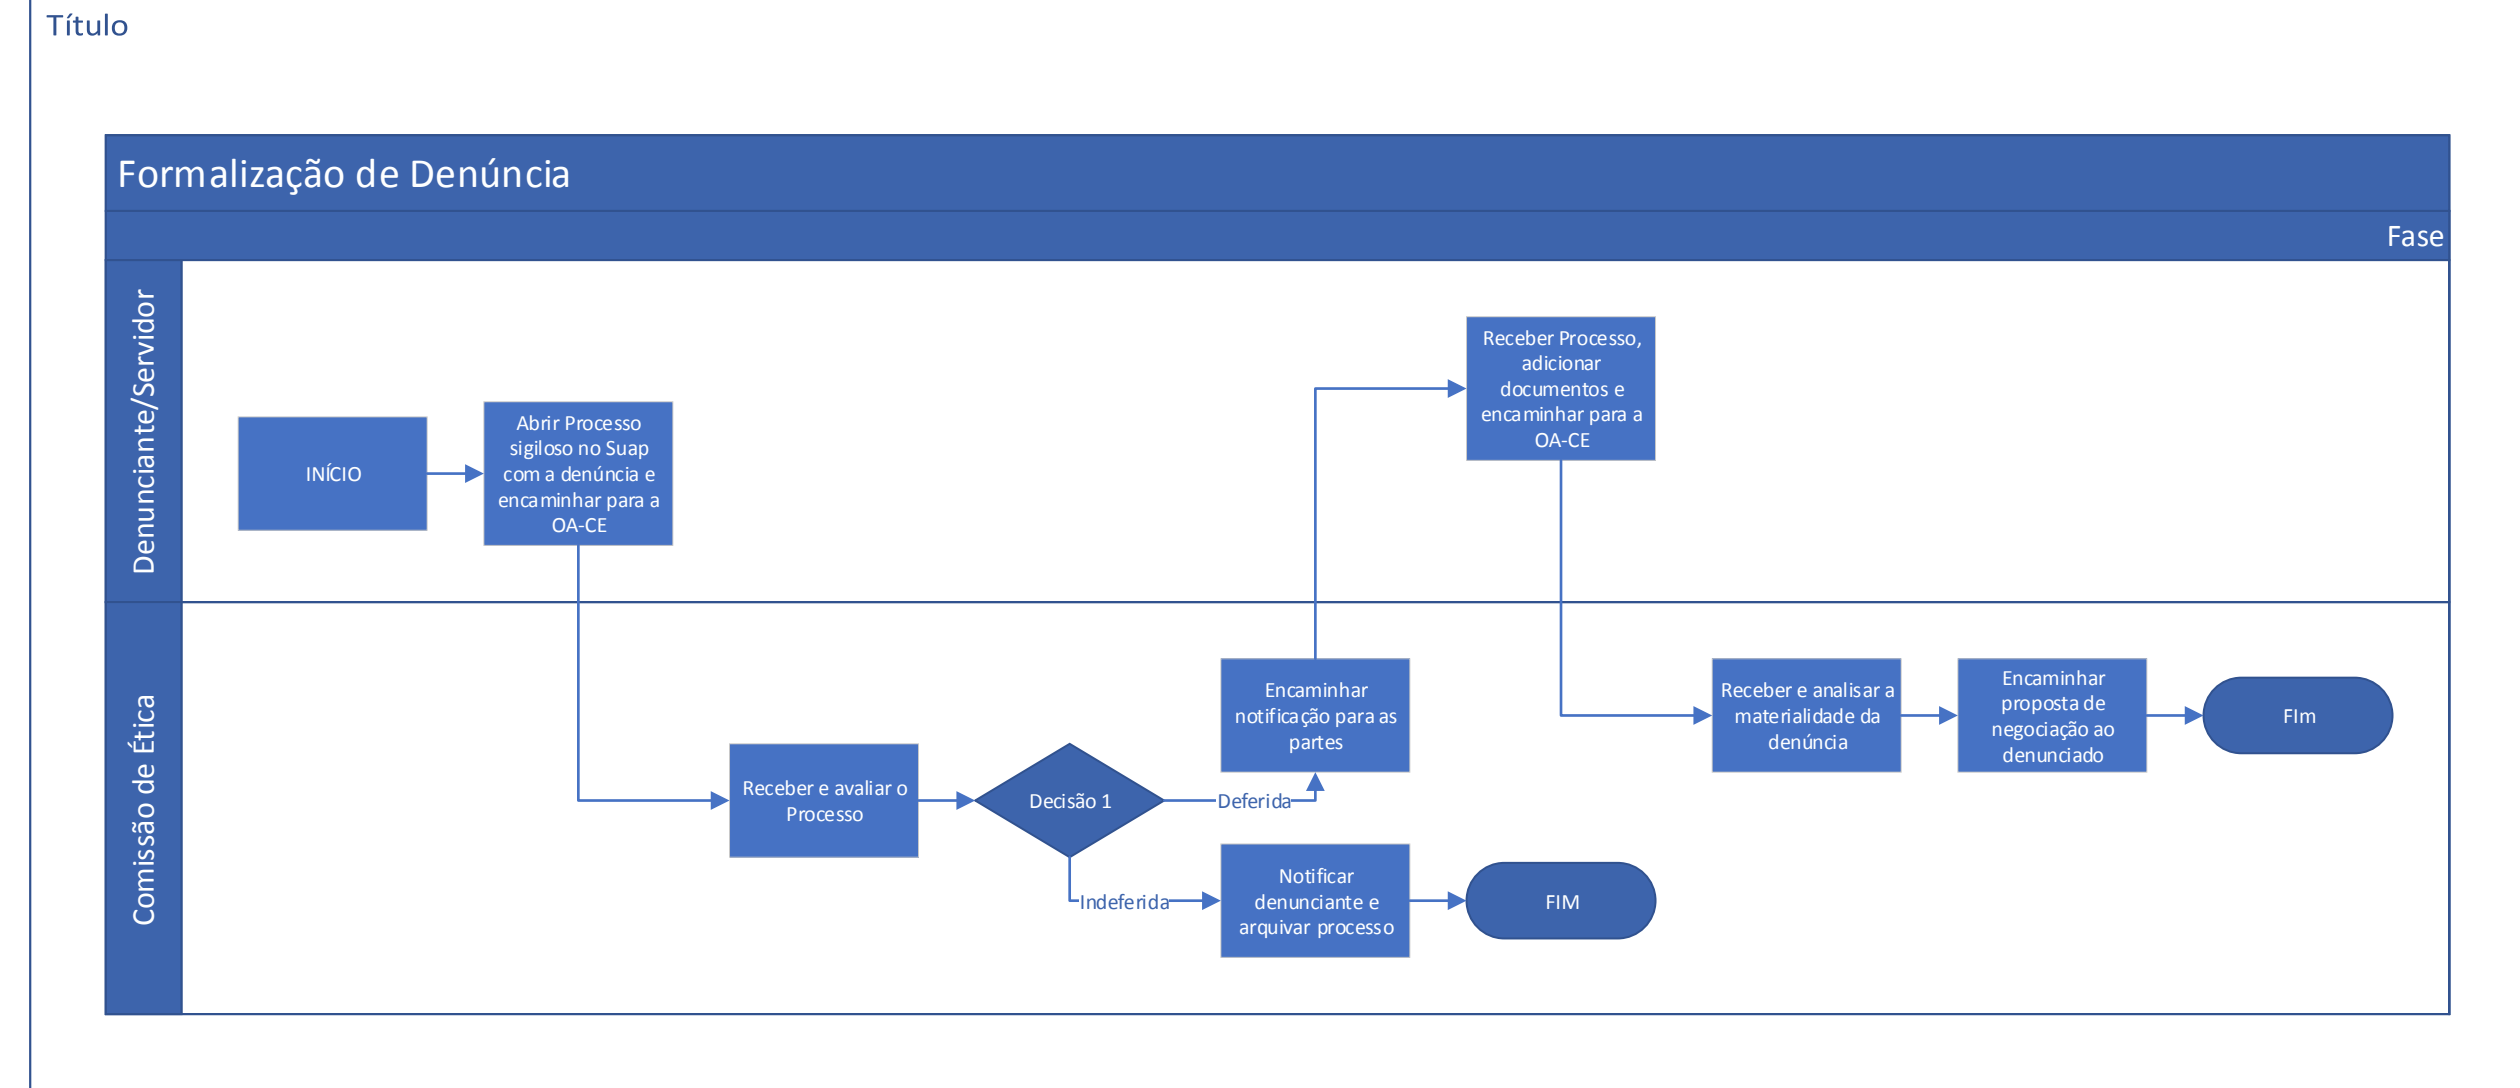 Título
Formalização de Denúncia
Fase
Denunciante/Servidor
INÍCIO
Abrir Processo
sigiloso no Suap
com a denúncia e
encaminhar para a
OA-CE
Receber Processo,
adicionar
documentos e
encaminhar para a
OA-CE
Comissão de Ética
Receber e avaliar o
Processo
Decisão 1
Deferida
Encaminhar
notificação para as
partes
Indeferida
Notificar
denunciante e
arquivar processo
FIM
Receber e analisar a
materialidade da
denúncia
Encaminhar
proposta de
negociação ao
denunciado
FIm